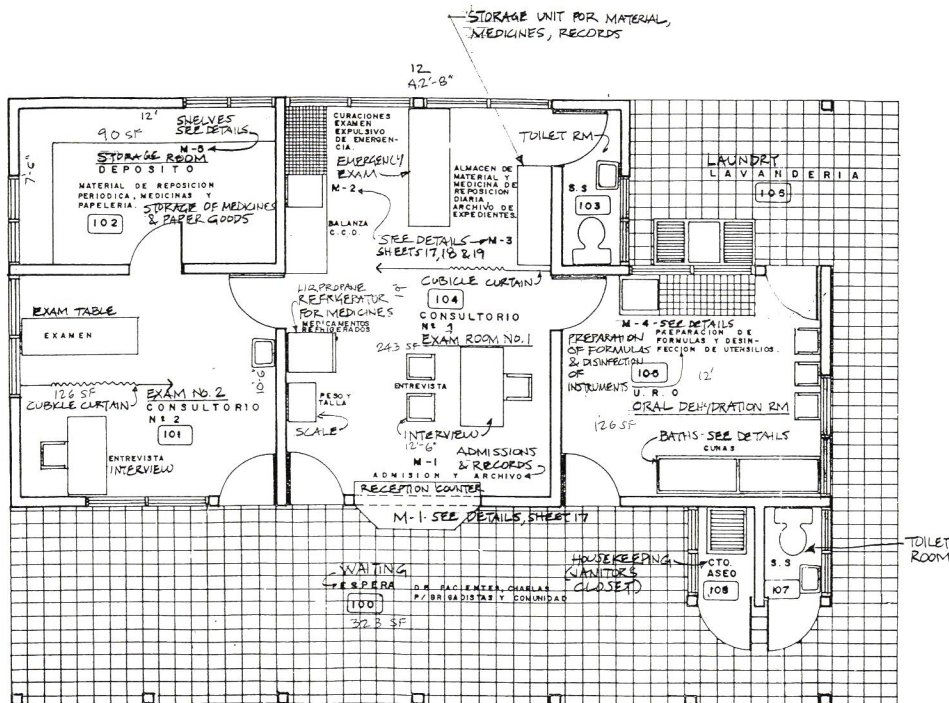 STORAGE UNIT FOR MATERIAL,
MEDICINES, RECORDS
12
A2'-8"
12'
90 SF
7'-6"
SHELVES
SEE DETAILS
M-5
STORAGE ROOM
DEPOSITO
MATERIAL DE REPOSICION
PERIODICA, MEDICINAS Y
PAPELERIA.
STORAGE OF MEDICINES
& PAPER GOODS
102
CURACIONES
EXAMEN
EXPULSIVO
DE EMERGEN-
CIA.
EMERGENCY
EXAM
M-2
BALANZA
C.C.D.
ALMACEN DE
MATERIAL Y
MEDICINA DE
REPOSICION
DIARIA,
ARCHIVO DE
EXPEDIENTES.
SEE DETAILS M-3
SHEETS 17, 18 & 19
TOILET RM
S.S
103
LAUNDRY
LAVANDERIA
105
CUBICLE CURTAIN
104
CONSULTORIO
Nº 1
EXAM ROOM NO. 1
243 SF
LIQ. PROPANE
REFRIGERATOR
FOR MEDICINES
MEDICAMENTOS
REFRIGERADOS
PESO Y
TALLA
SCALE
ENTREVISTA
INTERVIEW
12'-6"
M-1
ADMISSIONS
& RECORDS
ADMISION Y ARCHIVO
RECEPTION COUNTER
M-1- SEE DETAILS, SHEET 17
EXAM TABLE
EXAMEN
126 SF
CUBICLE CURTAIN
10'-6"
EXAM NO. 2
CONSULTORIO
Nº 2
101
ENTREVISTA
INTERVIEW
M-4 - SEE DETAILS
PREPARACION DE
FORMULAS Y DESIN-
FECCION DE UTENSILIOS.
PREPARATION
OF FORMULAS
& DISINFECTION
OF
INSTRUMENTS
106
12'
U.R.O
ORAL DEHYDRATION RM
126 SF
BATHS - SEE DETAILS
CUNAS
HOUSEKEEPING
(JANITORS
CLOSET)
CTO.
ASEO
108
S.S
107
TOILET
ROOM
WAITING
ESPERA DE PACIENTES, CHARLAS
P/ BRIGADISTAS Y COMUNIDAD
100
323 SF